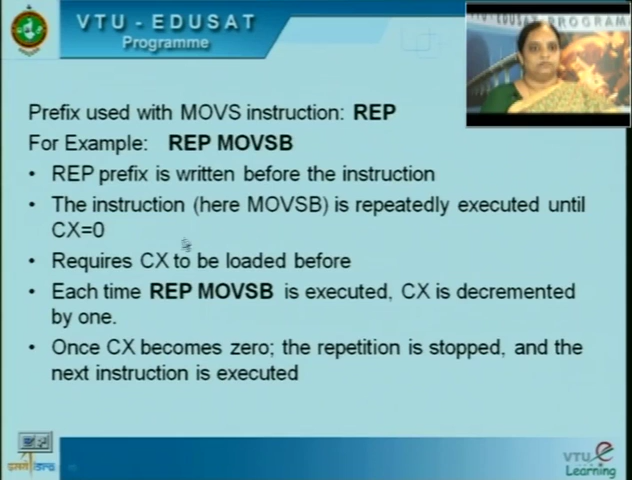 VTU - EDUSAT
Programme
- EDUSAT PROGRAM
Prefix used with MOVS instruction: REP
For Example: REP MOVSB
• REP prefix is written before the instruction
• The instruction (here MOVSB) is repeatedly executed until
CX=0
• Requires CX to be loaded before
• Each time REP MOVSB is executed, CX is decremented
by one.
• Once CX becomes zero; the repetition is stopped, and the
next instruction is executed
VTU e
Learning